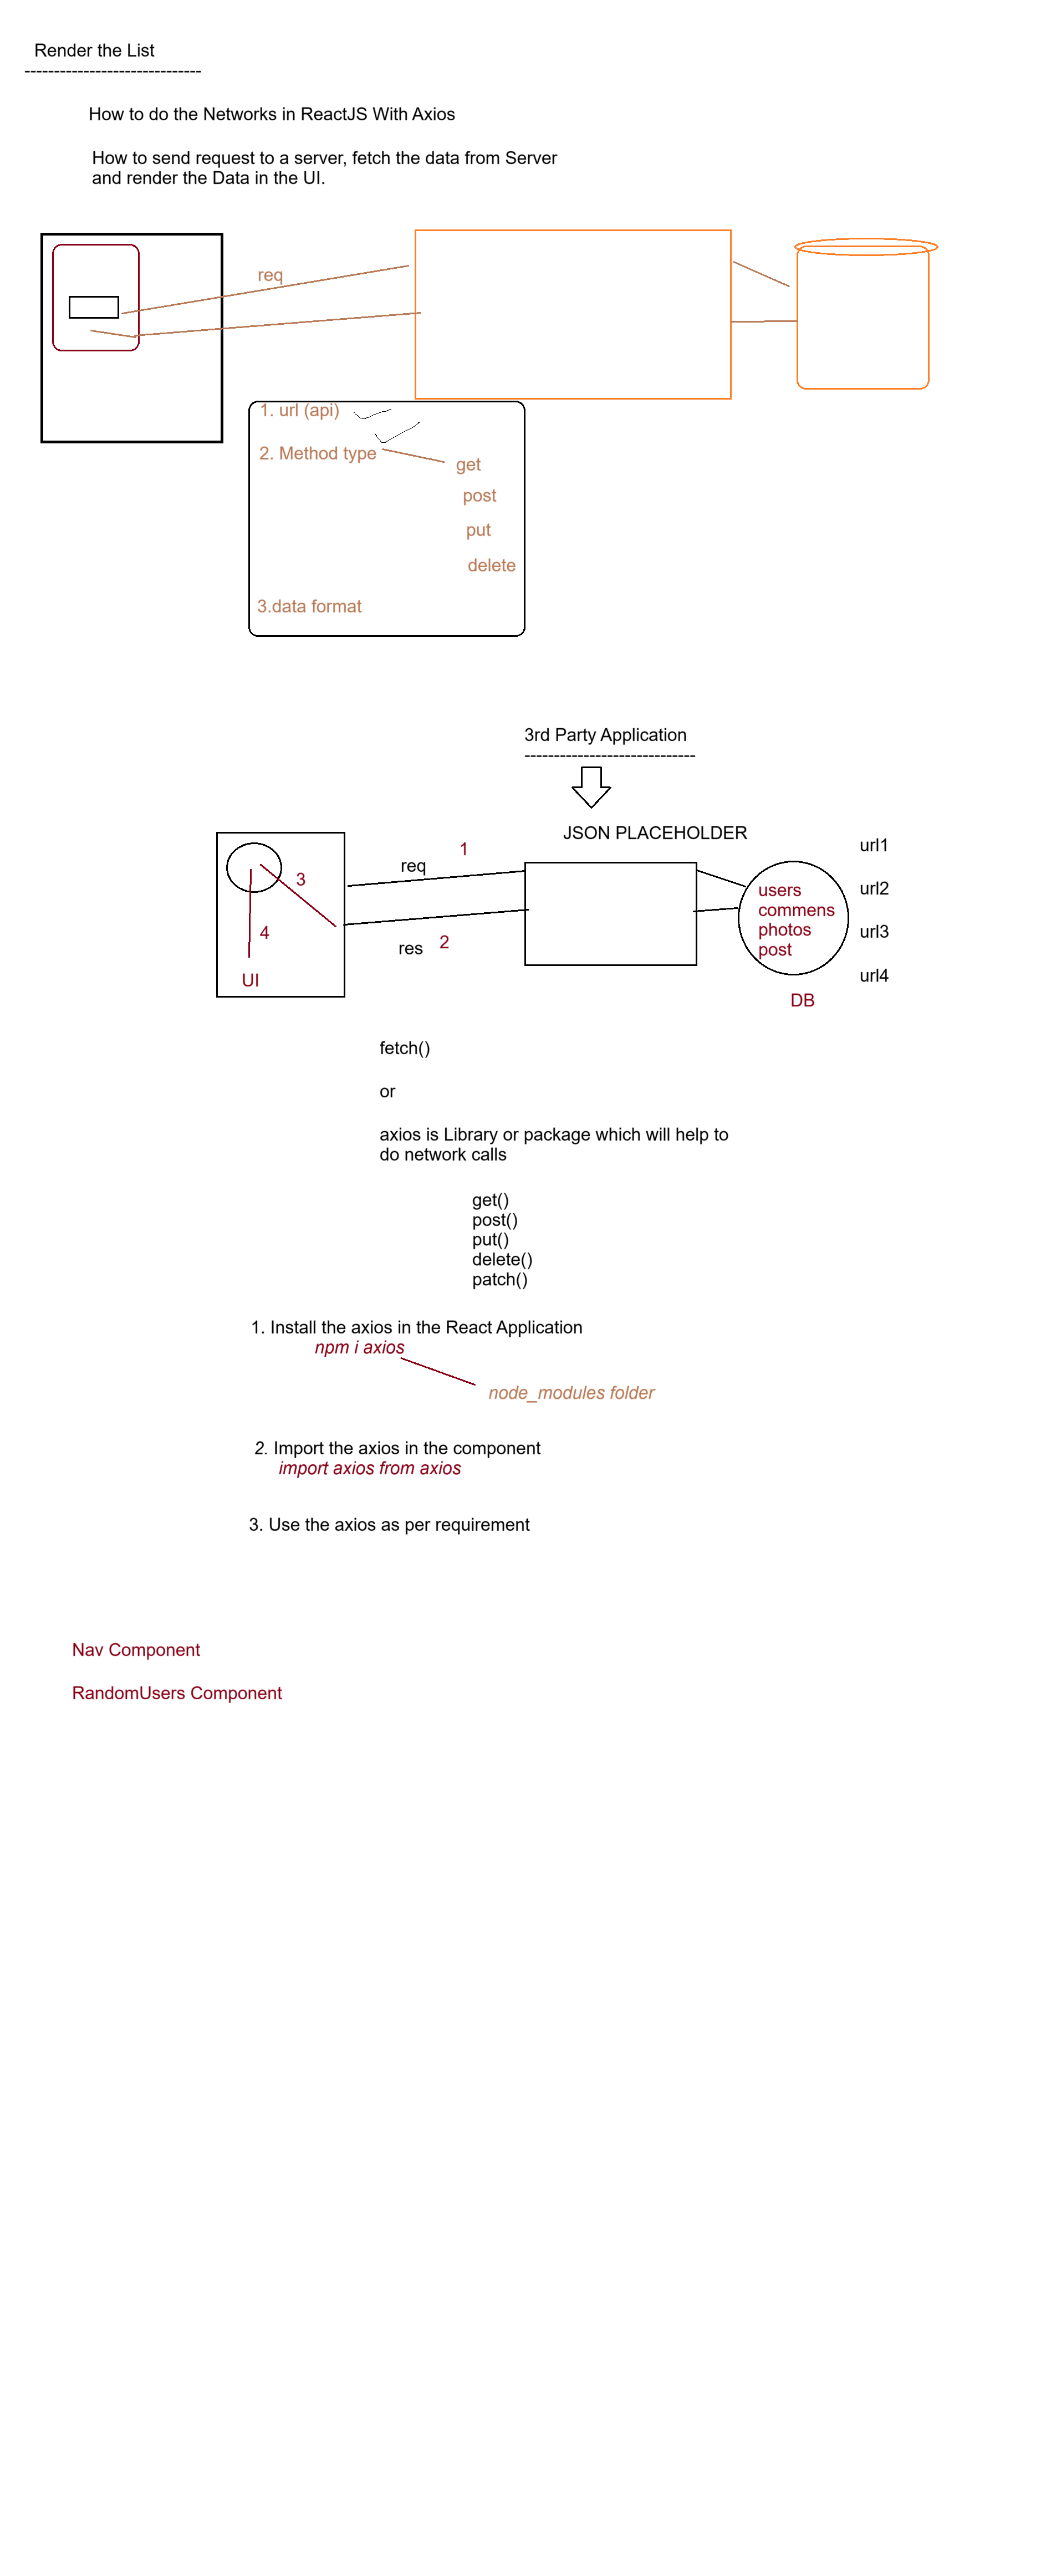 Render the List
------------------------------
How to do the Networks in ReactJS With Axios
How to send request to a server, fetch the data from Server
and render the Data in the UI.
req
1. url (api)
2. Method type
get
post
put
delete
3.data format
3rd Party Application
-----------------------------
JSON PLACEHOLDER
url1
1
req
3
users
url2
commens
photos
url3
4
2
res
post
url4
UI
DB
fetch()
or
axios is Library or package which will help to
do network calls
get()
post()
put()
delete()
patch()
1. Install the axios in the React Application
npm i axios
node_modules folder
2. Import the axios in the component
import axios from axios
3. Use the axios as per requirement
Nav Component
RandomUsers Component